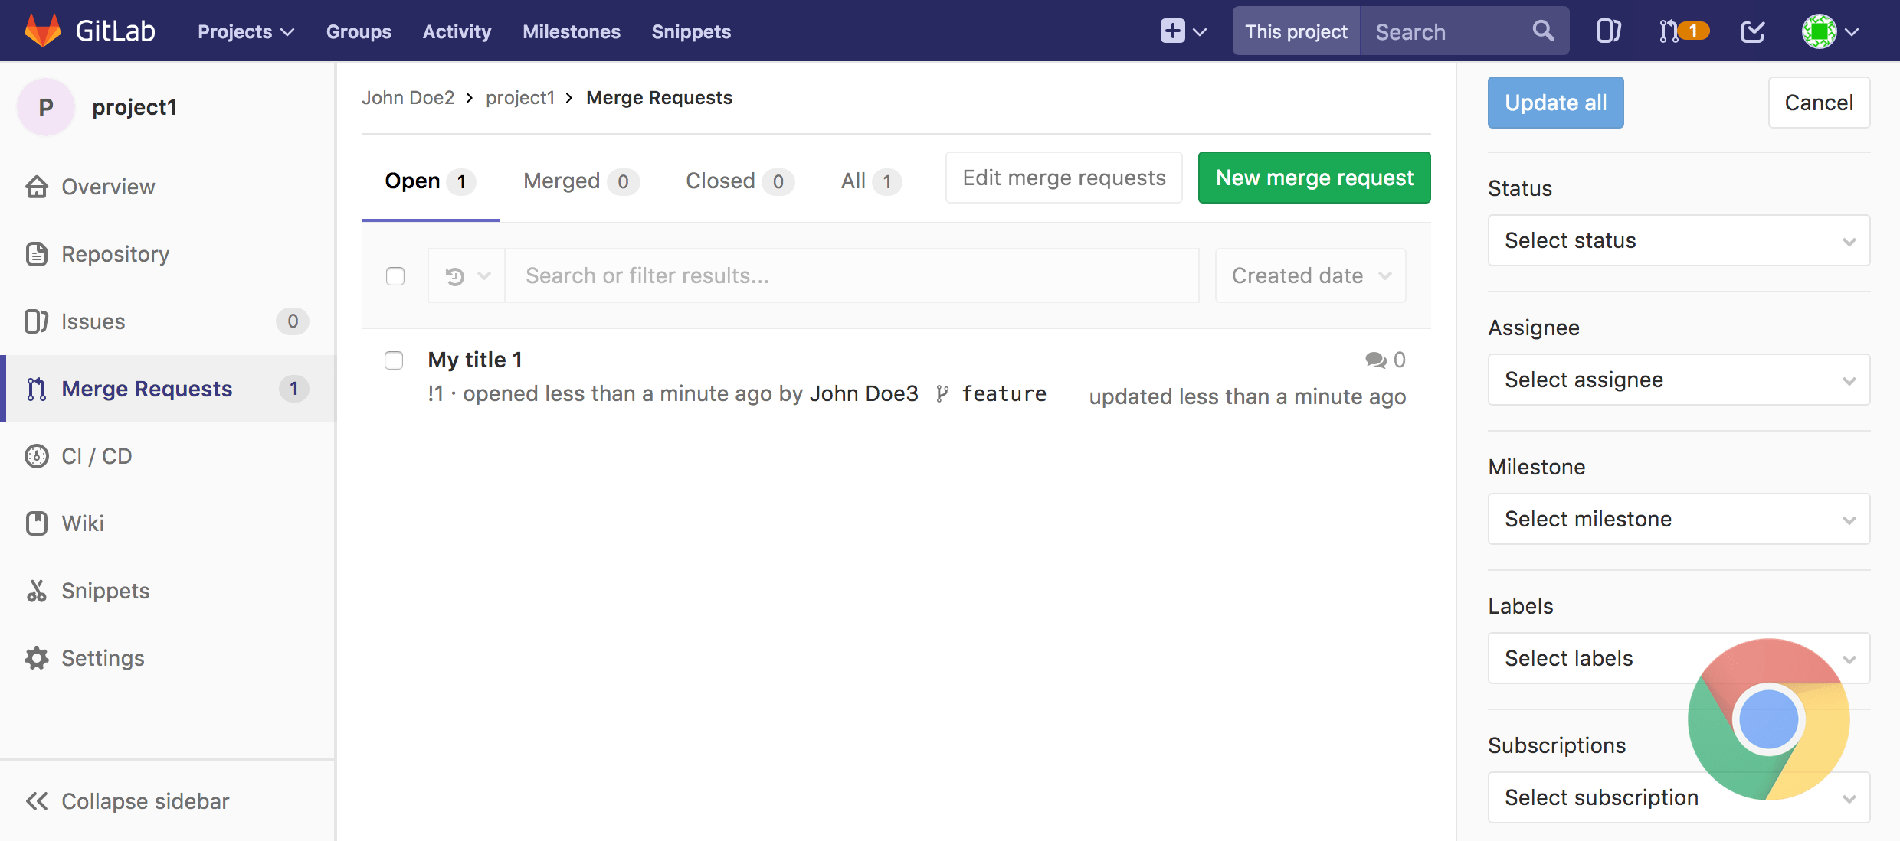 GitLab Projects Groups Activity Milestones Snippets This project Search 1
P project1
Overview
Repository
Issues 0
Merge Requests 1
CI / CD
Wiki
Snippets
Settings
Collapse sidebar
John Doe2 › project1 › Merge Requests
Open 1 Merged 0 Closed 0 All 1 Edit merge requests New merge request
Search or filter results... Created date
My title 1 0
!1 · opened less than a minute ago by John Doe3 feature updated less than a minute ago
Update all Cancel
Status
Select status
Assignee
Select assignee
Milestone
Select milestone
Labels
Select labels
Subscriptions
Select subscription